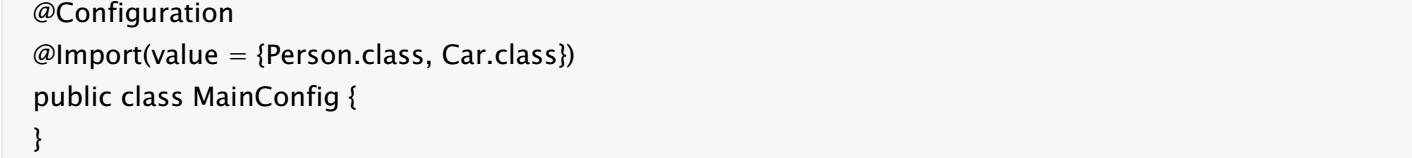 @Configuration
@Import(value = {Person.class, Car.class})
public class MainConfig {
}